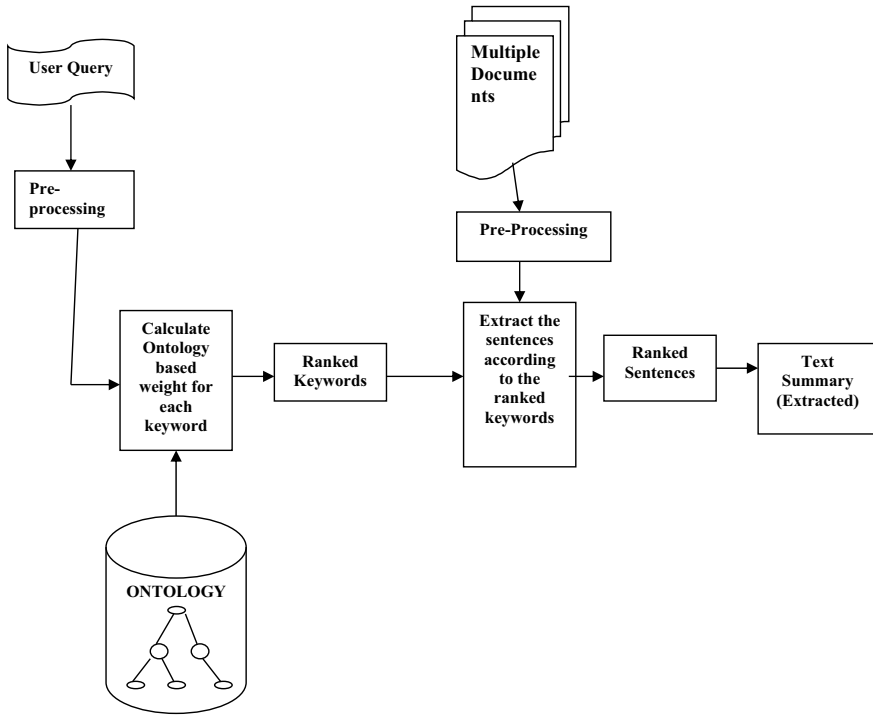 User Query
Multiple
Docume
nts
Pre-
processing
Pre-Processing
Calculate
Ontology
based
weight for
each
keyword
Ranked
Keywords
Extract the
sentences
according
to the
ranked
keywords
Ranked
Sentences
Text
Summary
(Extracted)
ONTOLOGY